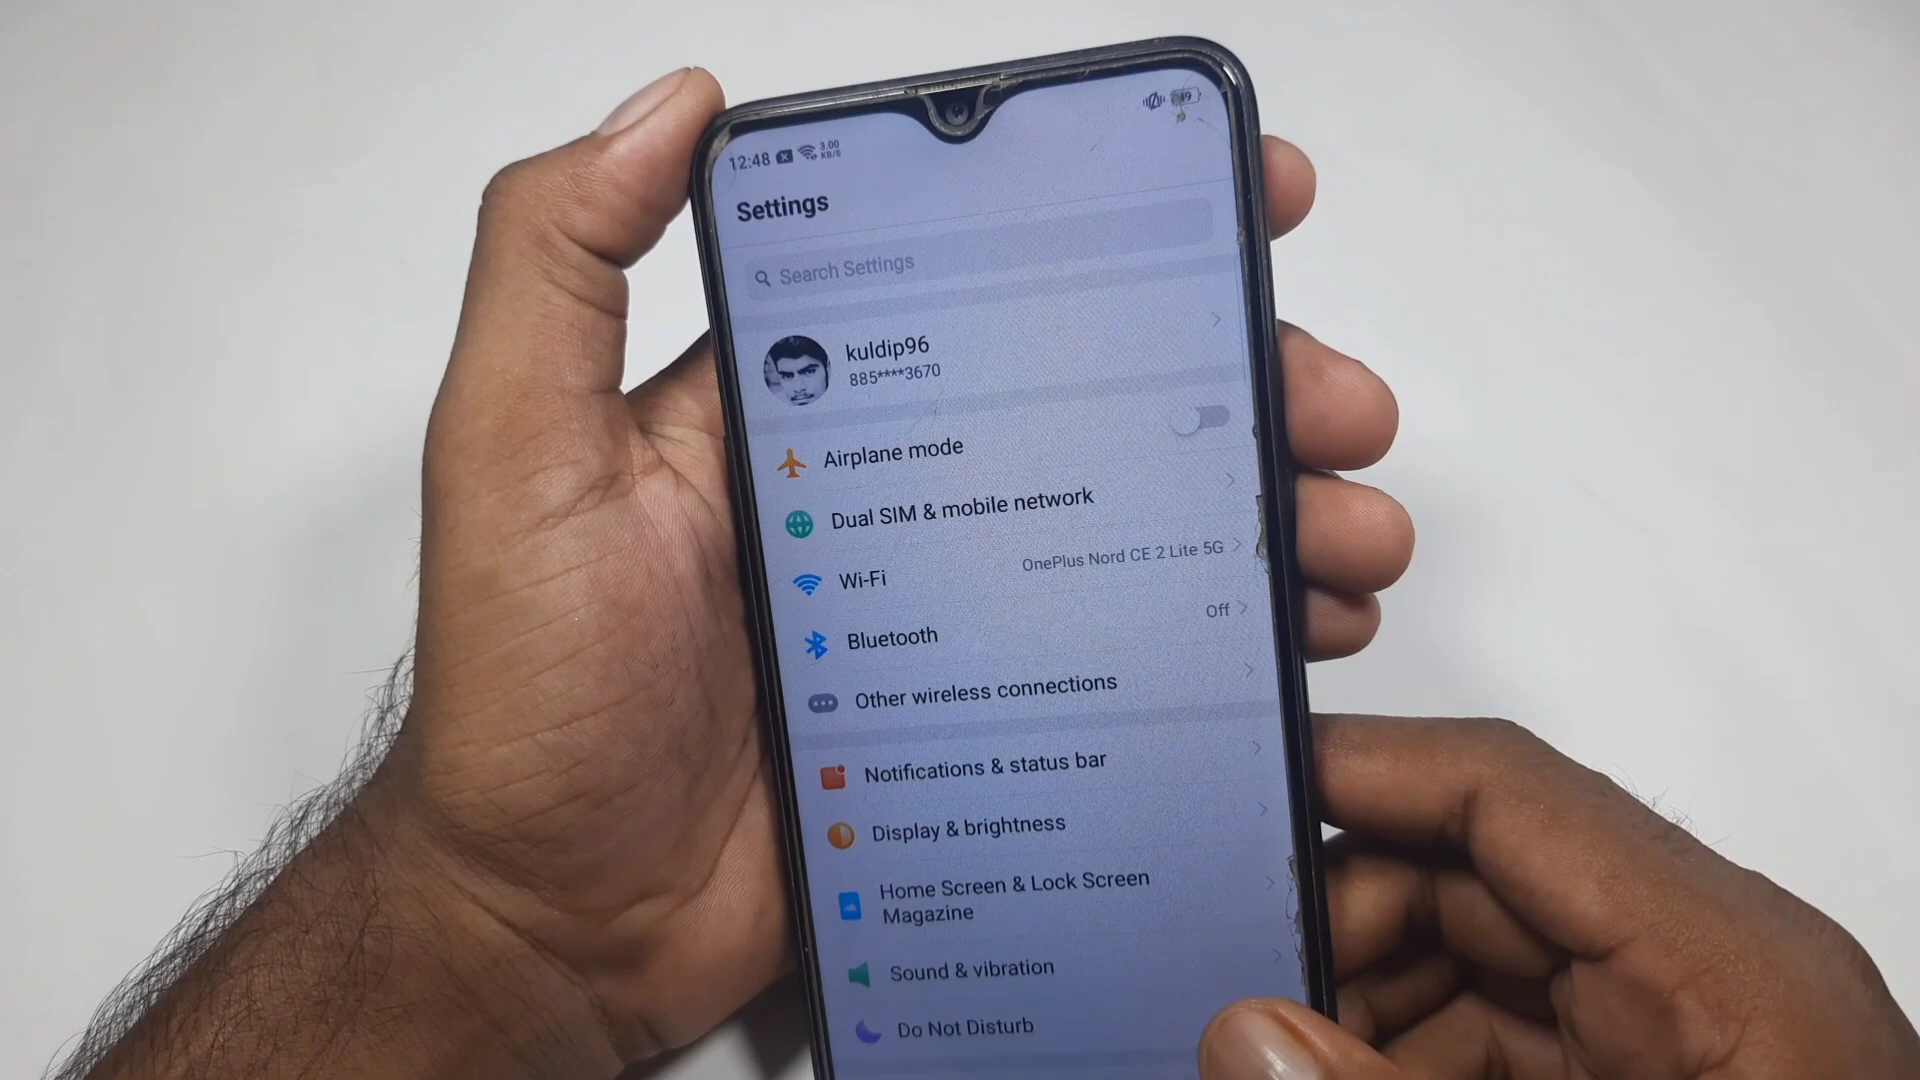 12:48 3.00 KB/S 49
Settings
Search Settings
kuldip96
885****3670
Airplane mode
Dual SIM & mobile network
Wi-Fi OnePlus Nord CE 2 Lite 5G
Bluetooth Off
Other wireless connections
Notifications & status bar
Display & brightness
Home Screen & Lock Screen
Magazine
Sound & vibration
Do Not Disturb